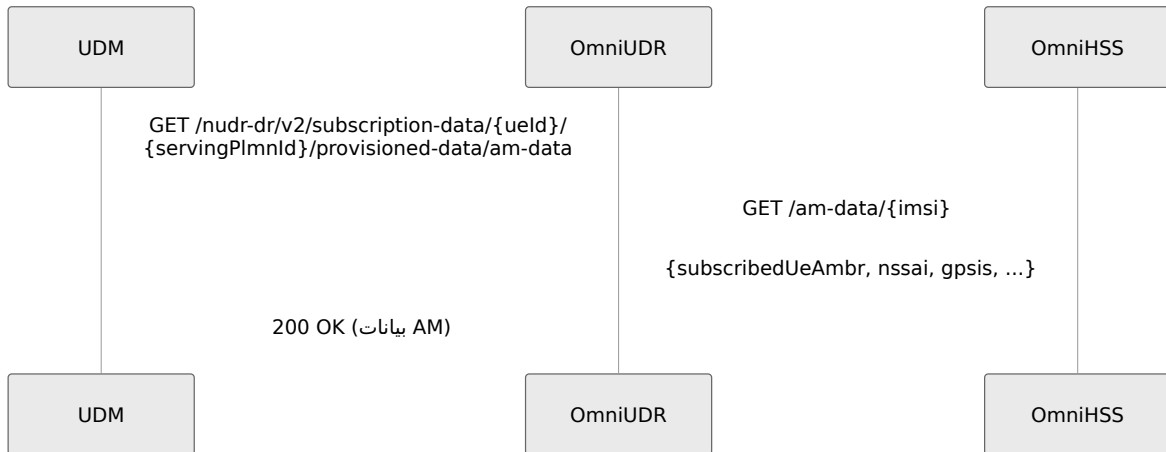 UDM
OmniUDR
OmniHSS
GET /nudr-dr/v2/subscription-data/{ueId}/
{servingPlmnId}/provisioned-data/am-data
GET /am-data/{imsi}
{subscribedUeAmbr, nssai, gpsis, ...}
200 OK (بيانات AM)
UDM
OmniUDR
OmniHSS